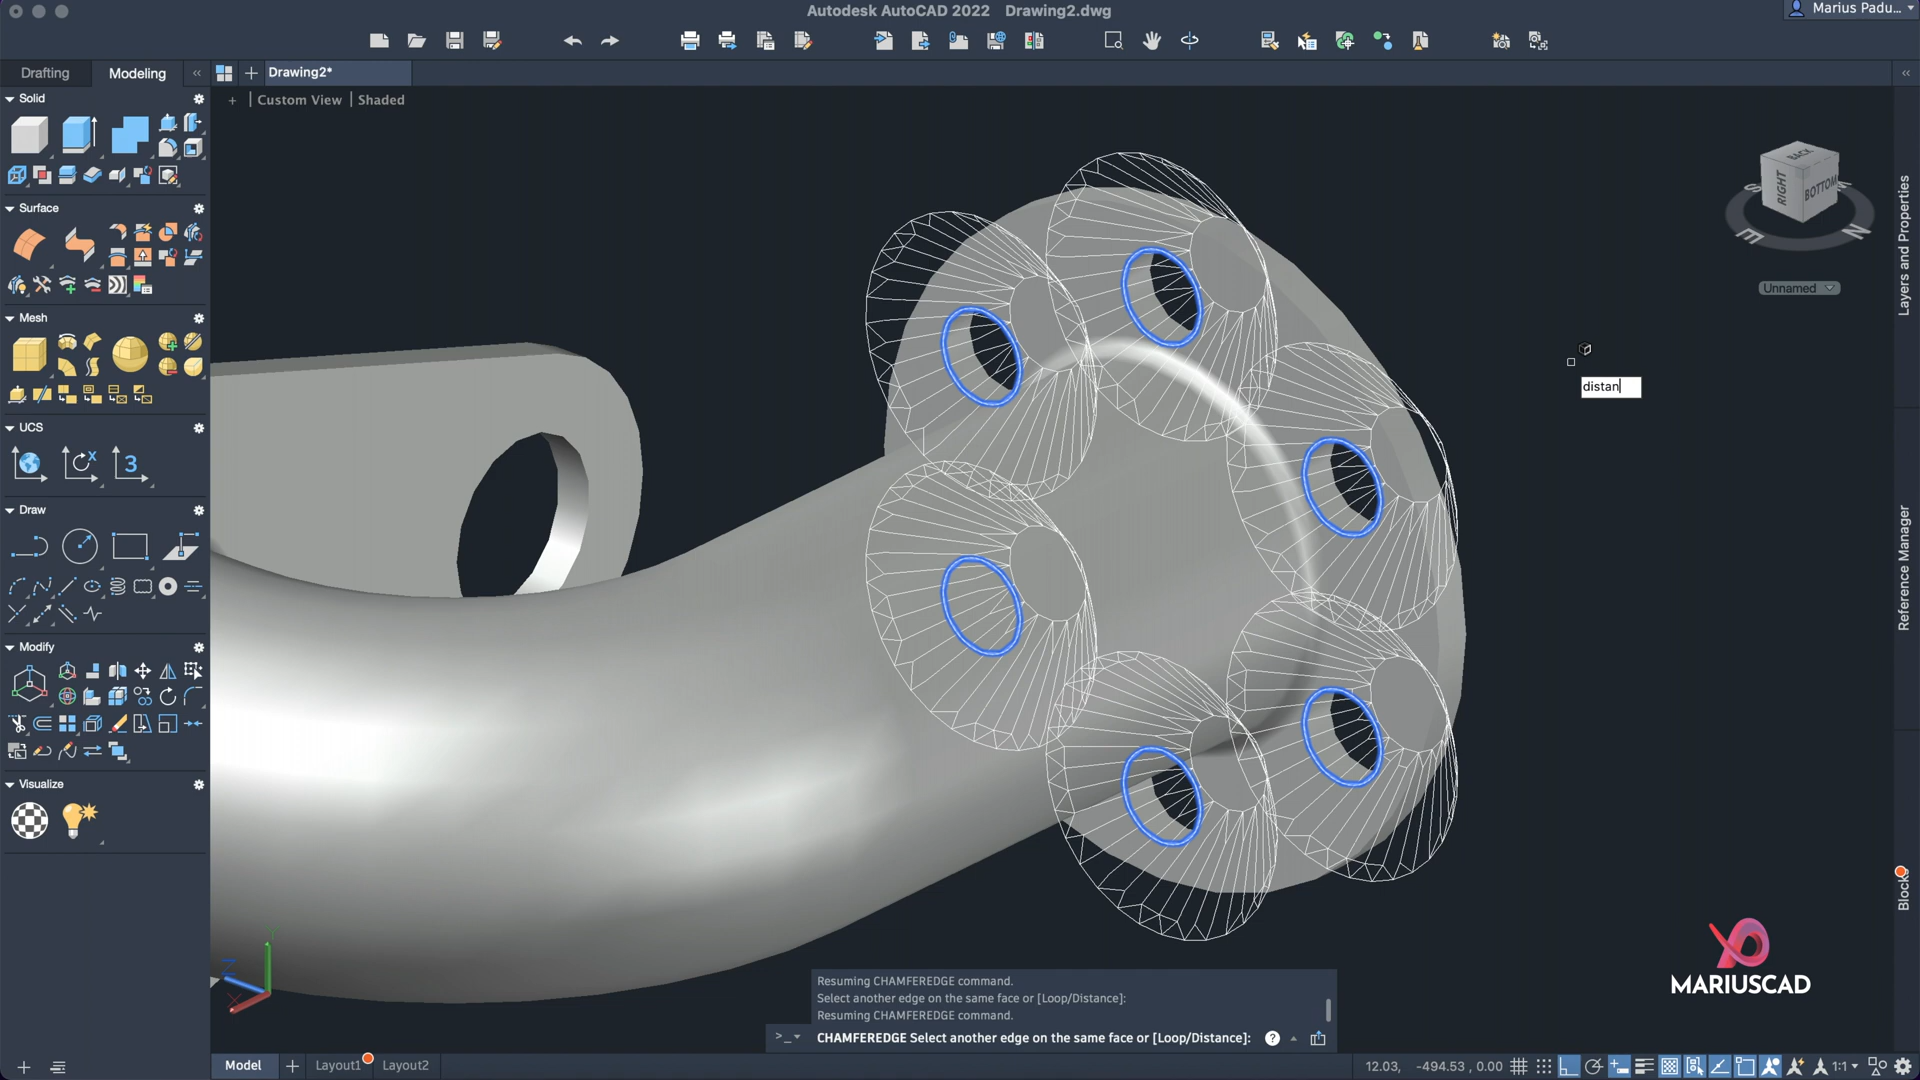 Autodesk AutoCAD 2022 Drawing2.dwg
Marius Padu...
Drafting
Modeling
Drawing2*
Solid
+ | Custom View | Shaded
Surface
Mesh
UCS
X
3
Draw
Modify
Visualize
BACK
RIGHT
BOTTOM
S
E
N
Unnamed
distan
Layers and Properties
Reference Manager
Blocks
Z
X
MARIUSCAD
Resuming CHAMFEREDGE command.
Select another edge on the same face or [Loop/Distance]:
Resuming CHAMFEREDGE command.
>_ CHAMFEREDGE Select another edge on the same face or [Loop/Distance]:
Model
Layout1
Layout2
12.03, -494.53 , 0.00
1:1